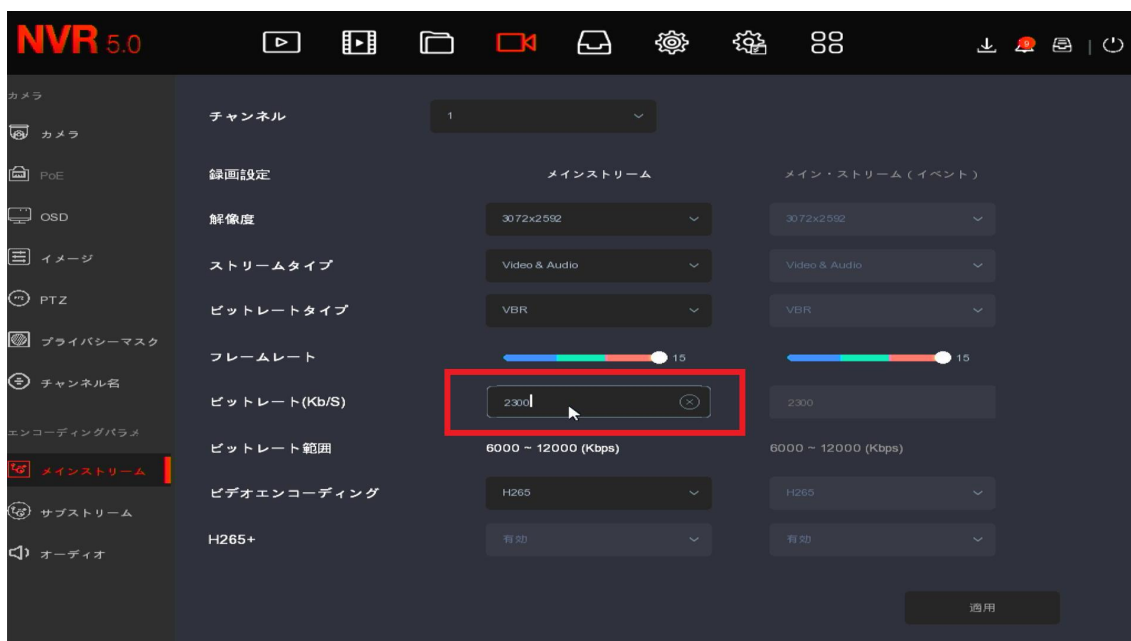 NVR 5.0
9
カメラ
カメラ
PoE
OSD
イメージ
PTZ
プライバシーマスク
チャンネル名
エンコーディングパラメ
メインストリーム
サブストリーム
オーディオ
チャンネル 1
録画設定 メインストリーム メイン・ストリーム（イベント）
解像度 3072x2592 3072x2592
ストリームタイプ Video & Audio Video & Audio
ビットレートタイプ VBR VBR
フレームレート 15 15
ビットレート(Kb/S) 2300 2300
ビットレート範囲 6000 ~ 12000 (Kbps) 6000 ~ 12000 (Kbps)
ビデオエンコーディング H265 H265
H265+ 有効 有効
適用